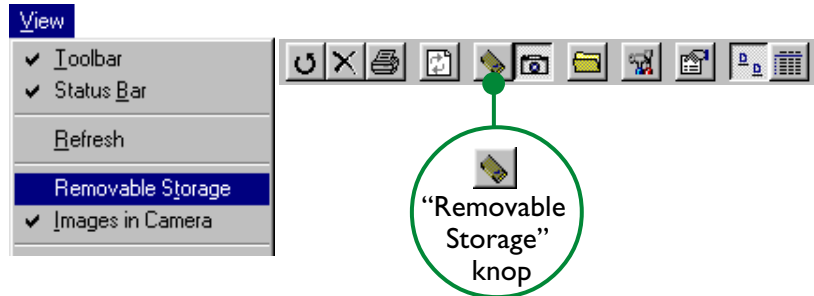 View
Toolbar
Status Bar
Refresh
Removable Storage
Images in Camera
“Removable
Storage”
knop